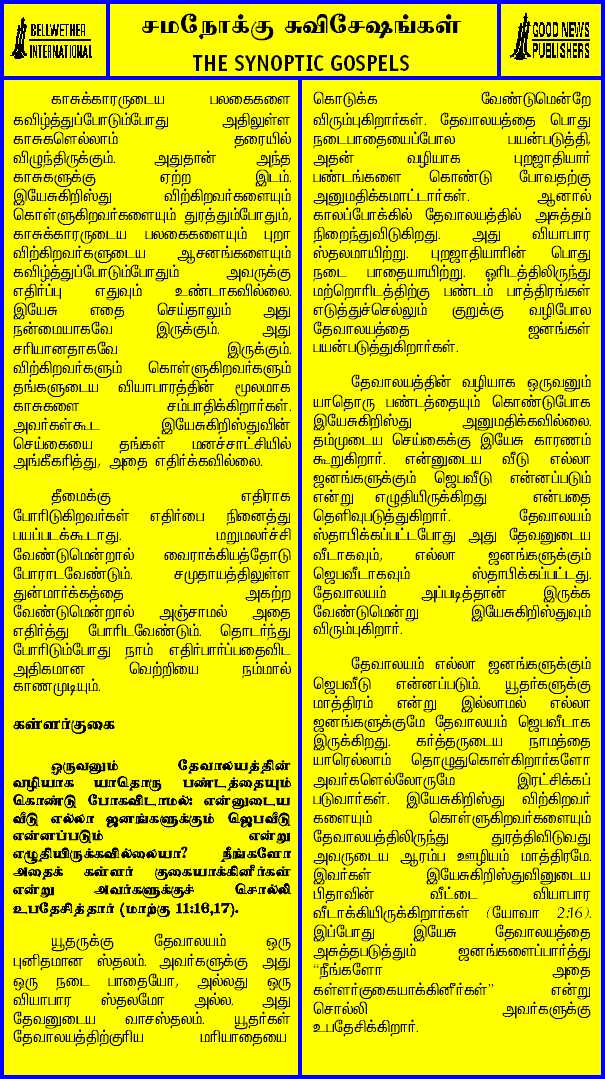 BELLWETHER
INTERNATIONAL
சமநோக்கு சுவிசேஷங்கள்
THE SYNOPTIC GOSPELS
GOOD NEWS
PUBLISHERS
காசுக்காரருடைய பலகைகளை
கவிழ்த்துப்போடும்போது அதிலுள்ள
காசுகளெல்லாம் தரையில்
விழுந்திருக்கும். அதுதான் அந்த
காசுகளுக்கு ஏற்ற இடம்.
இயேசுகிறிஸ்து விற்கிறவர்களையும்
கொள்ளுகிறவர்களையும் துரத்தும்போதும்,
காசுக்காரருடைய பலகைகளையும் புறா
விற்கிறவர்களுடைய ஆசனங்களையும்
கவிழ்த்துப்போடும்போதும் அவருக்கு
எதிர்ப்பு எதுவும் உண்டாகவில்லை.
இயேசு எதை செய்தாலும் அது
நன்மையாகவே இருக்கும். அது
சரியானதாகவே இருக்கும்.
விற்கிறவர்களும் கொள்ளுகிறவர்களும்
தங்களுடைய வியாபாரத்தின் மூலமாக
காசுகளை சம்பாதிக்கிறார்கள்.
அவர்கள்கூட இயேசுகிறிஸ்துவின்
செய்கையை தங்கள் மனச்சாட்சியில்
அங்கீகரித்து, அதை எதிர்க்கவில்லை.
தீமைக்கு எதிராக
போரிடுகிறவர்கள் எதிர்பை நினைத்து
பயப்படக்கூடாது. மறுமலர்ச்சி
வேண்டுமென்றால் வைராக்கியத்தோடு
போராடவேண்டும். சமுதாயத்திலுள்ள
துன்மார்க்கத்தை அகற்ற
வேண்டுமென்றால் அஞ்சாமல் அதை
எதிர்த்து போரிடவேண்டும். தொடர்ந்து
போரிடும்போது நாம் எதிர்பார்ப்பதைவிட
அதிகமான வெற்றியை நம்மால்
காணமுடியும்.
கள்ளர்குகை
ஒருவனும் தேவாலயத்தின்
வழியாக யாதொரு பண்டத்தையும்
கொண்டு போகவிடாமல்: என்னுடைய
வீடு எல்லா ஜனங்களுக்கும் ஜெபவீடு
என்னப்படும் என்று
எழுதியிருக்கவில்லையா? நீங்களோ
அதைக் கள்ளர் குகையாக்கினீர்கள்
என்று அவர்களுக்குச் சொல்லி
உபதேசித்தார் (மாற்கு 11:16,17).
யூதருக்கு தேவாலயம் ஒரு
புனிதமான ஸ்தலம். அவர்களுக்கு அது
ஒரு நடை பாதையோ, அல்லது ஒரு
வியாபார ஸ்தலமோ அல்ல. அது
தேவனுடைய வாசஸ்தலம். யூதர்கள்
தேவாலயத்திற்குரிய மரியாதையை
கொடுக்க வேண்டுமென்றே
விரும்புகிறார்கள். தேவாலயத்தை பொது
நடைபாதையைப்போல பயன்படுத்தி,
அதன் வழியாக புறஜாதியார்
பண்டங்களை கொண்டு போவதற்கு
அனுமதிக்கமாட்டார்கள். ஆனால்
காலப்போக்கில் தேவாலயத்தில் அசுத்தம்
நிறைந்துவிடுகிறது. அது வியாபார
ஸ்தலமாயிற்று. புறஜாதியாரின் பொது
நடை பாதையாயிற்று. ஓரிடத்திலிருந்து
மற்றொரிடத்திற்கு பண்டம் பாத்திரங்கள்
எடுத்துச்செல்லும் குறுக்கு வழிபோல
தேவாலயத்தை ஜனங்கள்
பயன்படுத்துகிறார்கள்.
தேவாலயத்தின் வழியாக ஒருவனும்
யாதொரு பண்டத்தையும் கொண்டுபோக
இயேசுகிறிஸ்து அனுமதிக்கவில்லை.
தம்முடைய செய்கைக்கு இயேசு காரணம்
கூறுகிறார். என்னுடைய வீடு எல்லா
ஜனங்களுக்கும் ஜெபவீடு என்னப்படும்
என்று எழுதியிருக்கிறது என்பதை
தெளிவுபடுத்துகிறார். தேவாலயம்
ஸ்தாபிக்கப்பட்டபோது அது தேவனுடைய
வீடாகவும், எல்லா ஜனங்களுக்கும்
ஜெபவீடாகவும் ஸ்தாபிக்கப்பட்டது.
தேவாலயம் அப்படித்தான் இருக்க
வேண்டுமென்று இயேசுகிறிஸ்துவும்
விரும்புகிறார்.
தேவாலயம் எல்லா ஜனங்களுக்கும்
ஜெபவீடு என்னப்படும். யூதர்களுக்கு
மாத்திரம் என்று இல்லாமல் எல்லா
ஜனங்களுக்குமே தேவாலயம் ஜெபவீடாக
இருக்கிறது. கர்த்தருடைய நாமத்தை
யாரெல்லாம் தொழுதுகொள்கிறார்களோ
அவர்களெல்லோருமே இரட்சிக்கப்
படுவார்கள். இயேசுகிறிஸ்து விற்கிறவர்
களையும் கொள்ளுகிறவர்களையும்
தேவாலயத்திலிருந்து துரத்திவிடுவது
அவருடைய ஆரம்ப ஊழியம் மாத்திரமே.
இவர்கள் இயேசுகிறிஸ்துவினுடைய
பிதாவின் வீட்டை வியாபார
வீடாக்கியிருக்கிறார்கள் (யோவா 2:16).
இப்போது இயேசு தேவாலயத்தை
அசுத்தபடுத்தும் ஜனங்களைப்பார்த்து
“நீங்களோ அதை
கள்ளர்குகையாக்கினீர்கள்” என்று
சொல்லி அவர்களுக்கு
உபதேசிக்கிறார்.